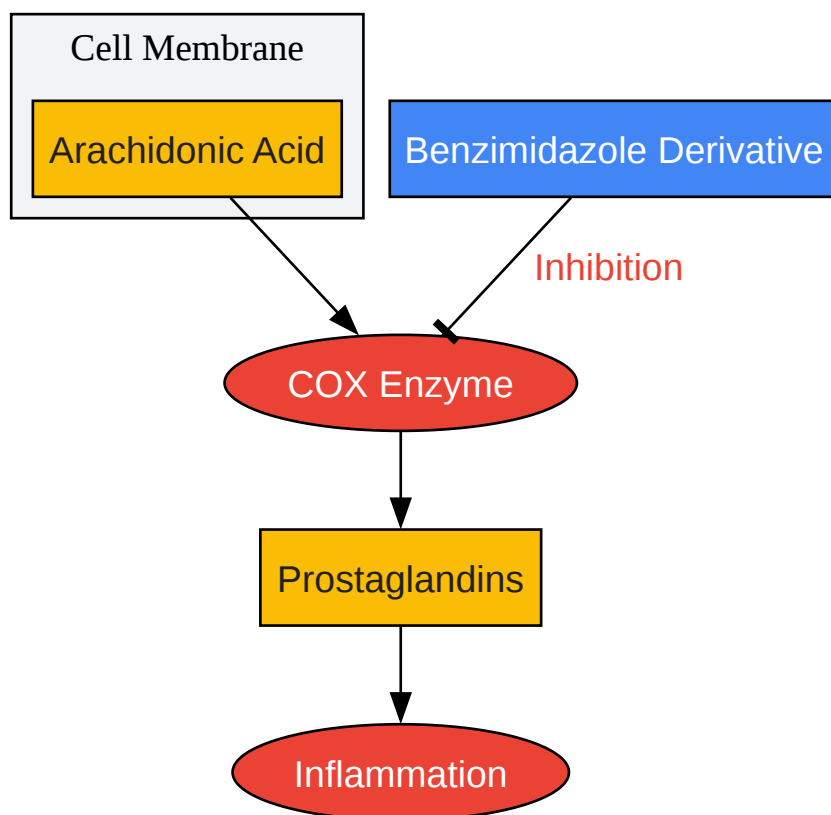 Cell Membrane
Arachidonic Acid
Benzimidazole Derivative
Inhibition
COX Enzyme
Prostaglandins
Inflammation